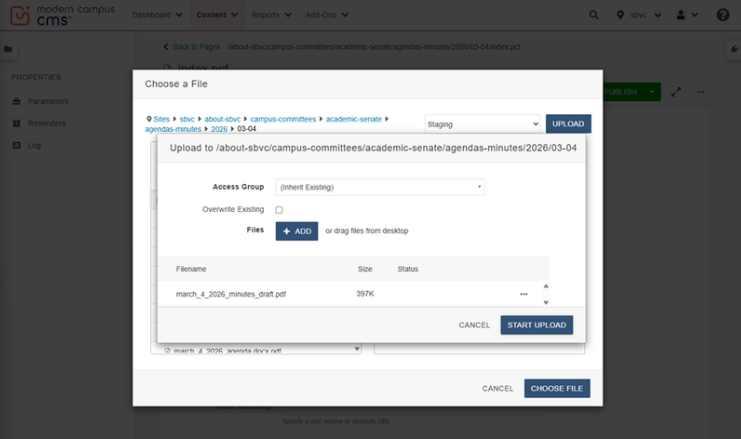 modern campus
cms
Dashboard Content Reports Add-Ons sbvc
Back to Pages /about-sbvc/campus-committees/academic-senate/agendas-minutes/2026/03-04/index.pcf
index.pcf
PROPERTIES
Choose a File
PUBLISH
Parameters
Sites sbvc about-sbvc campus-committees academic-senate
Staging UPLOAD
Reminders
agendas-minutes 2026 03-04
Log
Upload to /about-sbvc/campus-committees/academic-senate/agendas-minutes/2026/03-04
Access Group (Inherit Existing)
Overwrite Existing
Files + ADD or drag files from desktop
Filename Size Status
march_4_2026_minutes_draft.pdf 397K ...
CANCEL START UPLOAD
march_4_2026_agenda.docx.pdf
CANCEL CHOOSE FILE
Specify a root relative or absolute URL